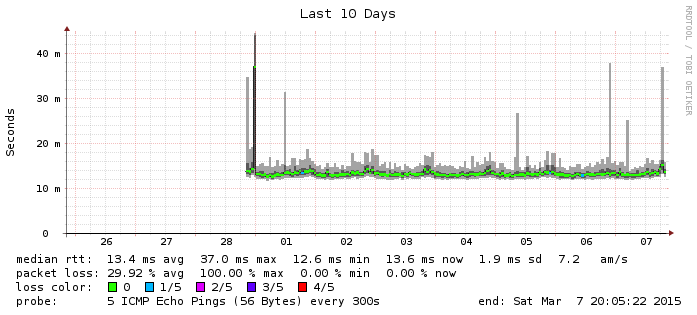 Last 10 Days
RRDTOOL / TOBI OETIKER
Seconds
40 m
30 m
20 m
10 m
0
26 27 28 01 02 03 04 05 06 07
median rtt: 13.4 ms avg 37.0 ms max 12.6 ms min 13.6 ms now 1.9 ms sd 7.2 am/s
packet loss: 29.92 % avg 100.00 % max 0.00 % min 0.00 % now
loss color: 0 1/5 2/5 3/5 4/5
probe: 5 ICMP Echo Pings (56 Bytes) every 300s end: Sat Mar 7 20:05:22 2015